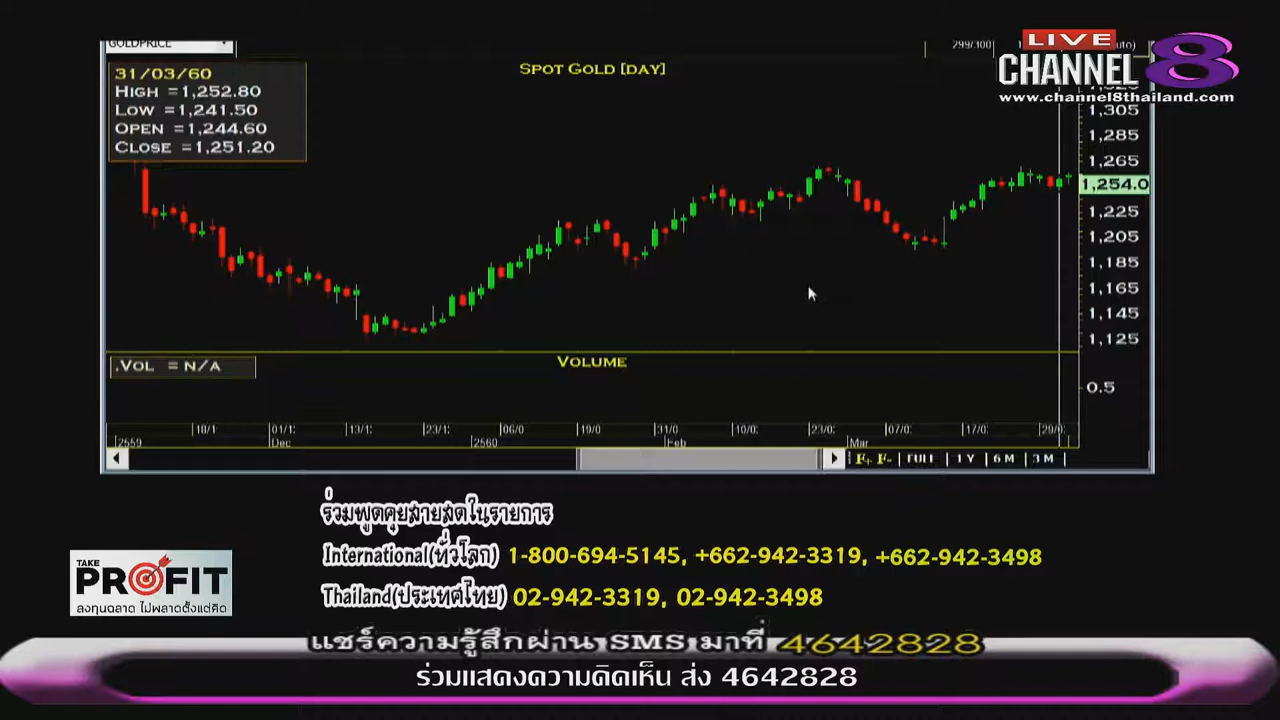 GOLDPRICE
299/300
LIVE
CHANNEL 8
www.channel8thailand.com
SPOT GOLD [DAY]
31/03/60
HIGH =1,252.80
LOW =1,241.50
OPEN =1,244.60
CLOSE =1,251.20
1,305
1,285
1,265
1,254.0
1,225
1,205
1,185
1,165
1,145
1,125
.VOL = N/A
VOLUME
0.5
18/1 01/1; 13/1; 23/1; 06/0 19/0 31/0; 10/0; 23/0; 07/0; 17/0; 29/0;
2559 Dec 2560 Feb Mar
F+ F- FULL 1 Y 6 M 3 M
ร่วมพูดคุยสายสดในรายการ
International(ทั่วโลก) 1-800-694-5145, +662-942-3319, +662-942-3498
Thailand(ประเทศไทย) 02-942-3319, 02-942-3498
TAKE
PROFIT
ลงทุนฉลาด ไม่พลาดตั้งแต่คิด
แชร์ความรู้สึกผ่าน SMS มาที่ 4642828
ร่วมแสดงความคิดเห็น ส่ง 4642828